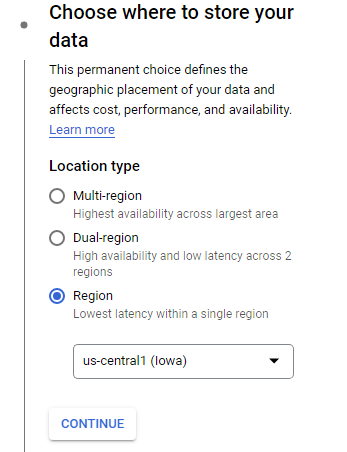 Choose where to store your
data
This permanent choice defines the
geographic placement of your data and
affects cost, performance, and availability.
Learn more
Location type
Multi-region
Highest availability across largest area
Dual-region
High availability and low latency across 2
regions
Region
Lowest latency within a single region
us-central1 (Iowa)
CONTINUE